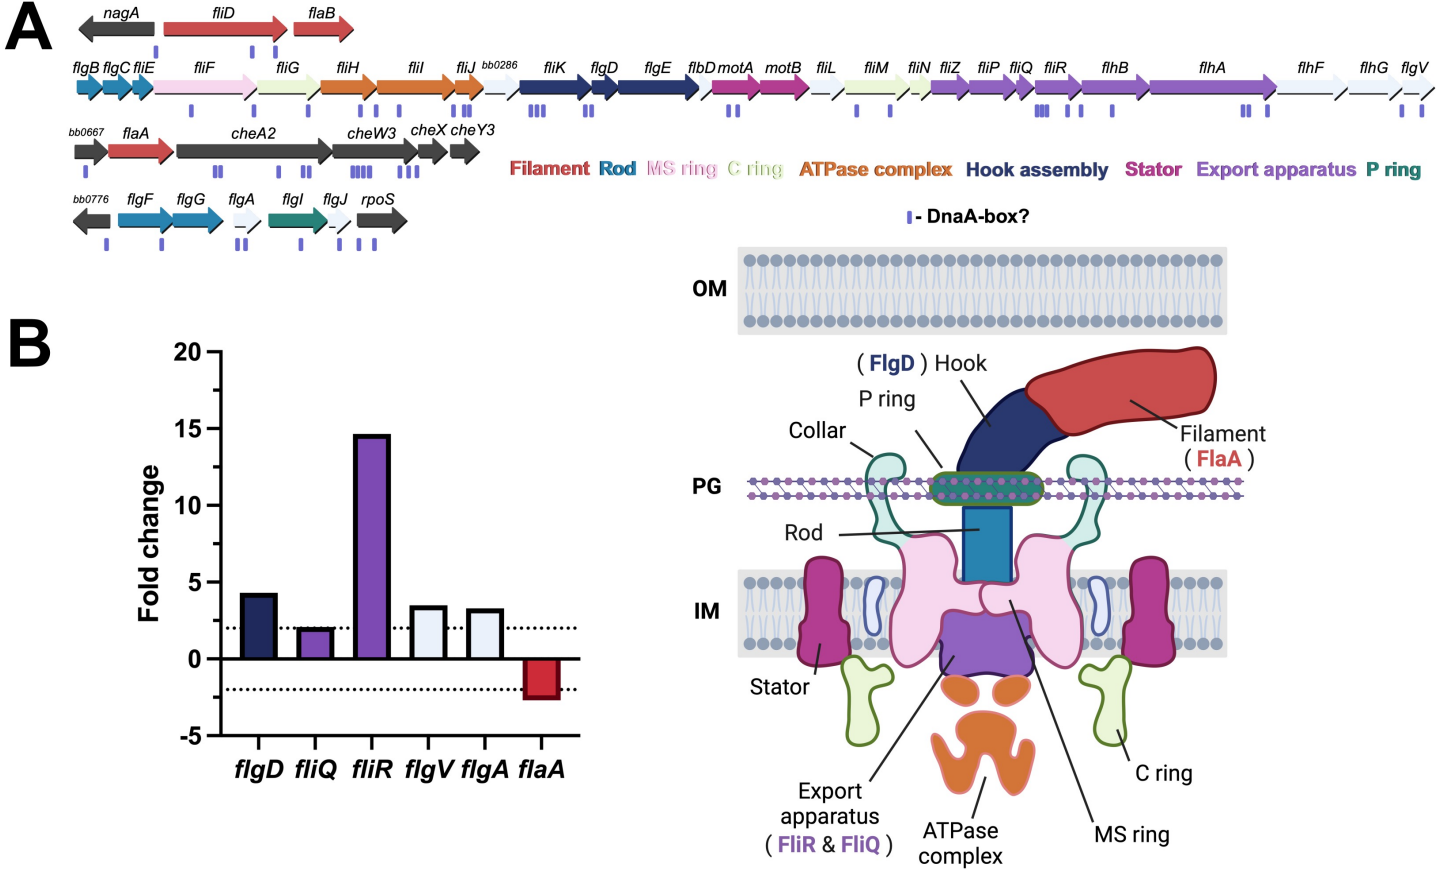 A
nagA fliD flaB
flgB flgC fliE fliF fliG fliH fliI fliJ bb0286 fliK flgD flgE flbD motA motB fliL fliM fliN fliZ fliP fliQ fliR flhB flhA flhF flhG flgV
bb0667 flaA cheA2 cheW3 cheX cheY3
Filament Rod MS ring C ring ATPase complex Hook assembly Stator Export apparatus P ring
bb0776 flgF flgG flgA flgI flgJ rpoS
- DnaA-box?
B
20
15
10
5
0
-5
Fold change
flgD fliQ fliR flgV flgA flaA
OM
( FlgD ) Hook
P ring
Collar
Filament
( FlaA )
PG
Rod
IM
Stator
C ring
Export
apparatus
( FliR & FliQ )
ATPase
complex
MS ring